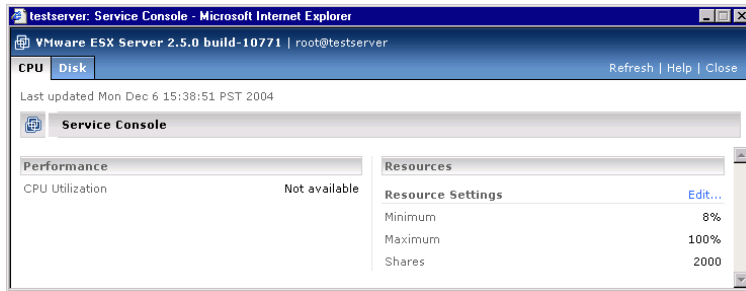 testserver: Service Console - Microsoft Internet Explorer
VMware ESX Server 2.5.0 build-10771 | root@testserver
CPU Disk Refresh | Help | Close
Last updated Mon Dec 6 15:38:51 PST 2004
Service Console
Performance
CPU Utilization Not available
Resources
Resource Settings Edit...
Minimum 8%
Maximum 100%
Shares 2000